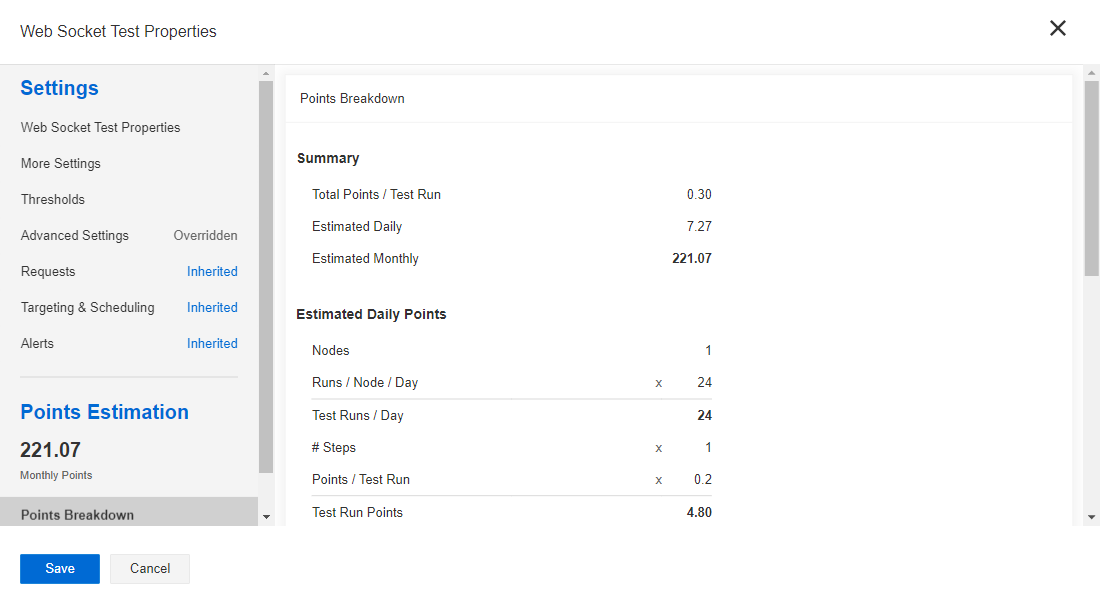 Web Socket Test Properties
Settings
Web Socket Test Properties
More Settings
Thresholds
Advanced Settings Overridden
Requests Inherited
Targeting & Scheduling Inherited
Alerts Inherited
Points Estimation
221.07
Monthly Points
Points Breakdown
Points Breakdown
Summary
Total Points / Test Run 0.30
Estimated Daily 7.27
Estimated Monthly 221.07
Estimated Daily Points
Nodes 1
Runs / Node / Day x 24
Test Runs / Day 24
# Steps x 1
Points / Test Run x 0.2
Test Run Points 4.80
Save Cancel